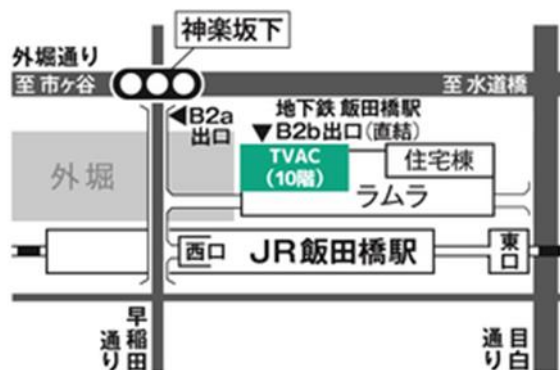 神楽坂下
外堀通り
至 市ヶ谷
至 水道橋
◀B2a
出口
地下鉄 飯田橋駅
▼B2b出口(直結)
TVAC
(10階)
住宅棟
外堀
ラムラ
西口
JR飯田橋駅
東口
早稲田通り
目白通り